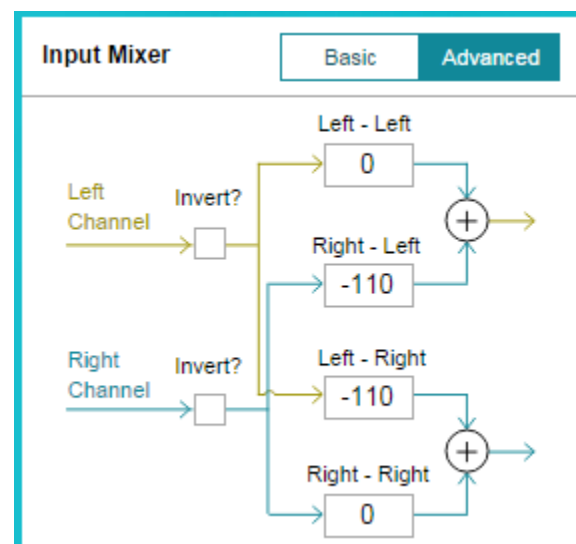 Input Mixer
Basic
Advanced
Left - Left
0
Left
Channel
Invert?
+
Right - Left
-110
Right
Channel
Invert?
Left - Right
-110
+
Right - Right
0